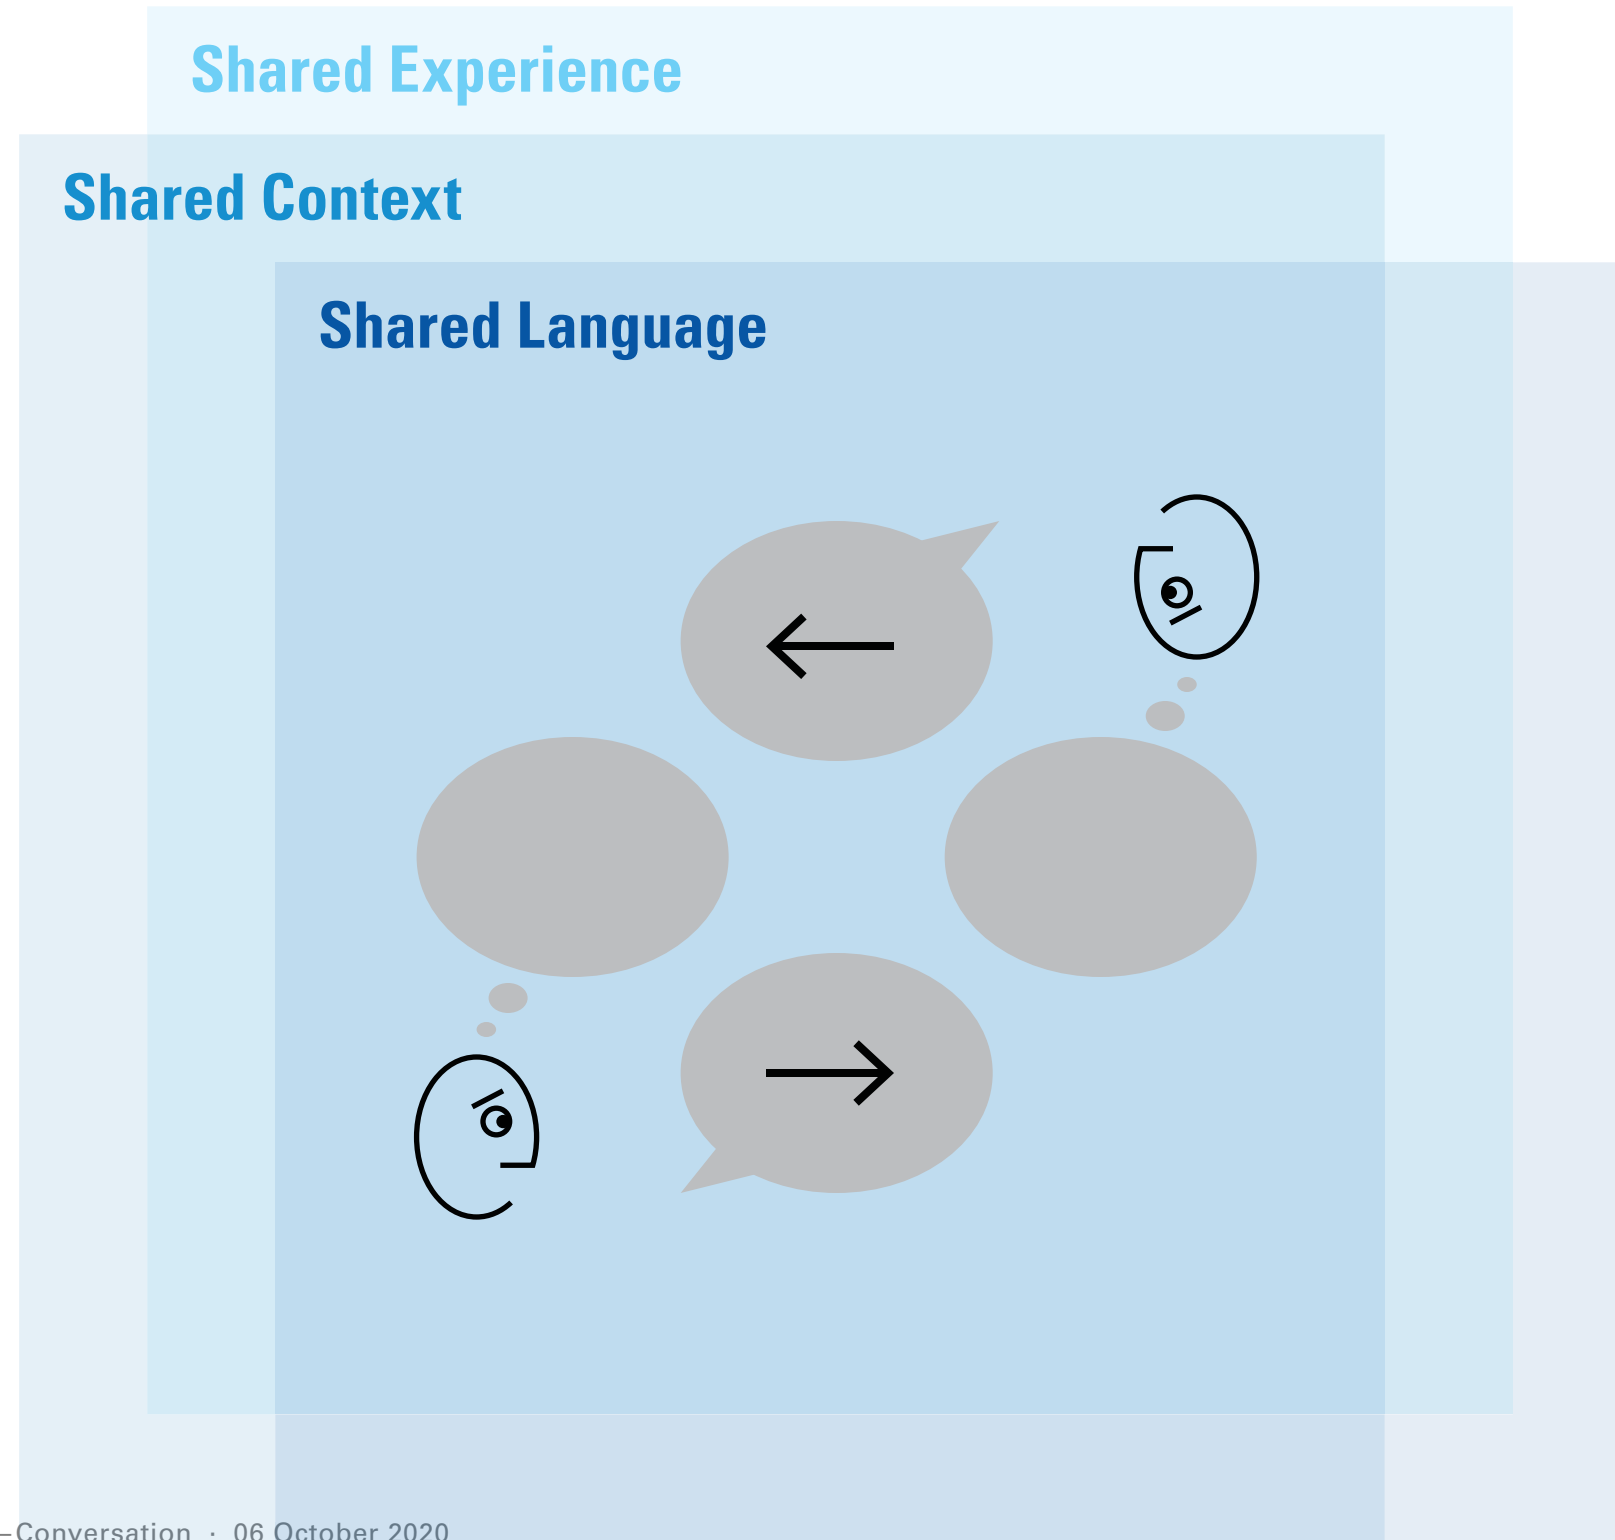 Shared Experience
Shared Context
Shared Language
–Conversation · 06 October 2020